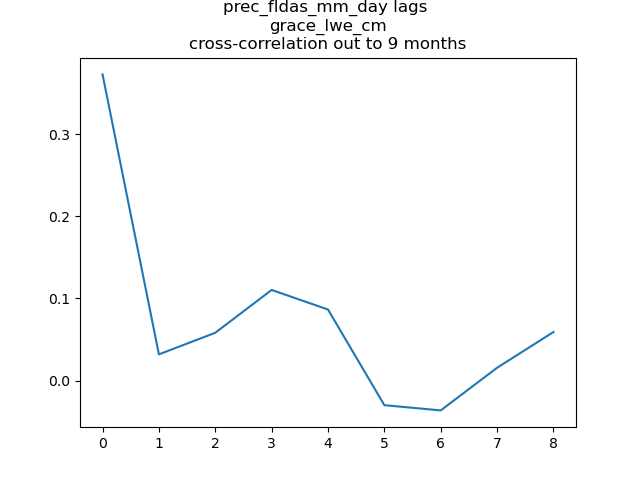 prec_fldas_mm_day lags
grace_lwe_cm
cross-correlation out to 9 months
0.3
0.2
0.1
0.0
0 1 2 3 4 5 6 7 8